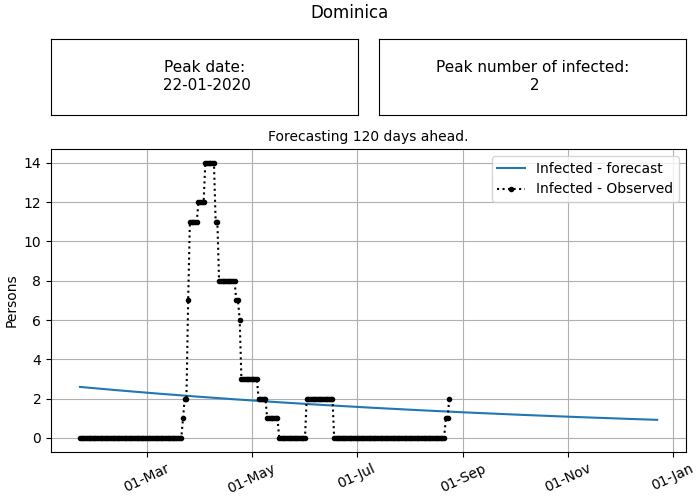 Dominica
Peak date:
22-01-2020
Peak number of infected:
2
Forecasting 120 days ahead.
Infected - forecast
Infected - Observed
Persons
14
12
10
8
6
4
2
0
01-Mar
01-May
01-Jul
01-Sep
01-Nov
01-Jan